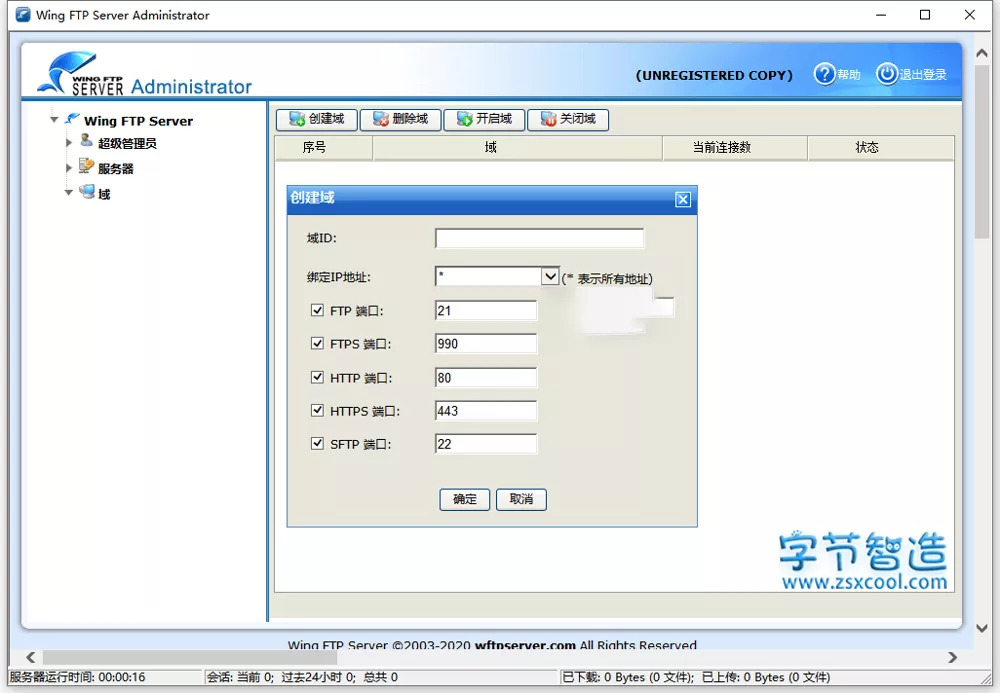 Wing FTP Server Administrator
WING FTP
SERVER Administrator
(UNREGISTERED COPY)
帮助
退出登录
Wing FTP Server
超级管理员
服务器
域
创建域 删除域 开启域 关闭域
序号 域 当前连接数 状态
创建域
域ID:
绑定IP地址: * (* 表示所有地址)
FTP 端口: 21
FTPS 端口: 990
HTTP 端口: 80
HTTPS 端口: 443
SFTP 端口: 22
确定 取消
字节智造
www.zsxcool.com
Wing FTP Server ©2003-2020 wftpserver.com All Rights Reserved
服务器运行时间: 00:00:16 会话: 当前 0; 过去24小时 0; 总共 0 已下载: 0 Bytes (0 文件); 已上传: 0 Bytes (0 文件)